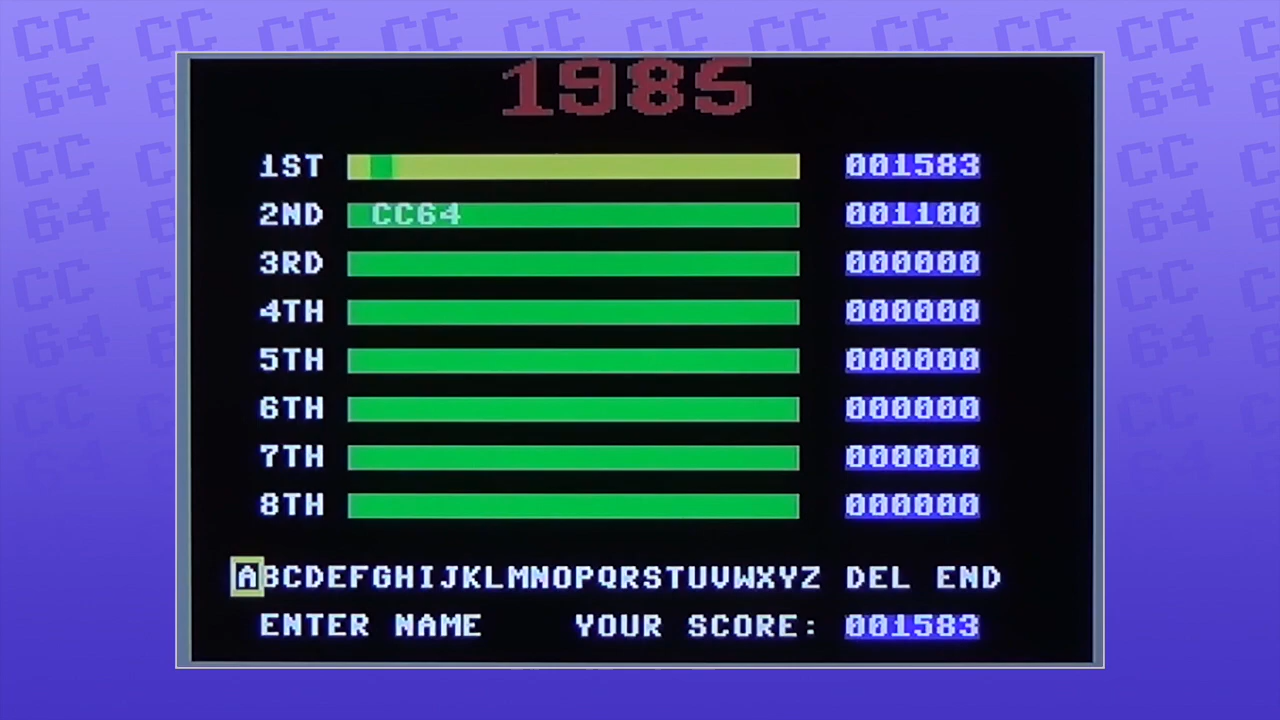 1985
1ST 001583
2ND CC64 001100
3RD 000000
4TH 000000
5TH 000000
6TH 000000
7TH 000000
8TH 000000
ABCDEFGHIJKLMNOPQRSTUVWXYZ DEL END
ENTER NAME YOUR SCORE: 001583